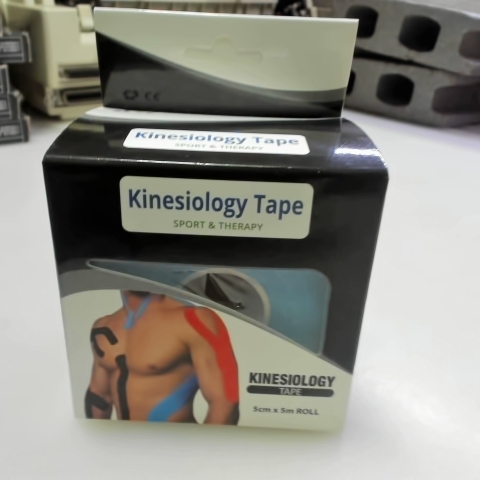 Kinesiology Tape
SPORT & THERAPY
Kinesiology Tape
SPORT & THERAPY
KINESIOLOGY
TAPE
5cm x 5m ROLL